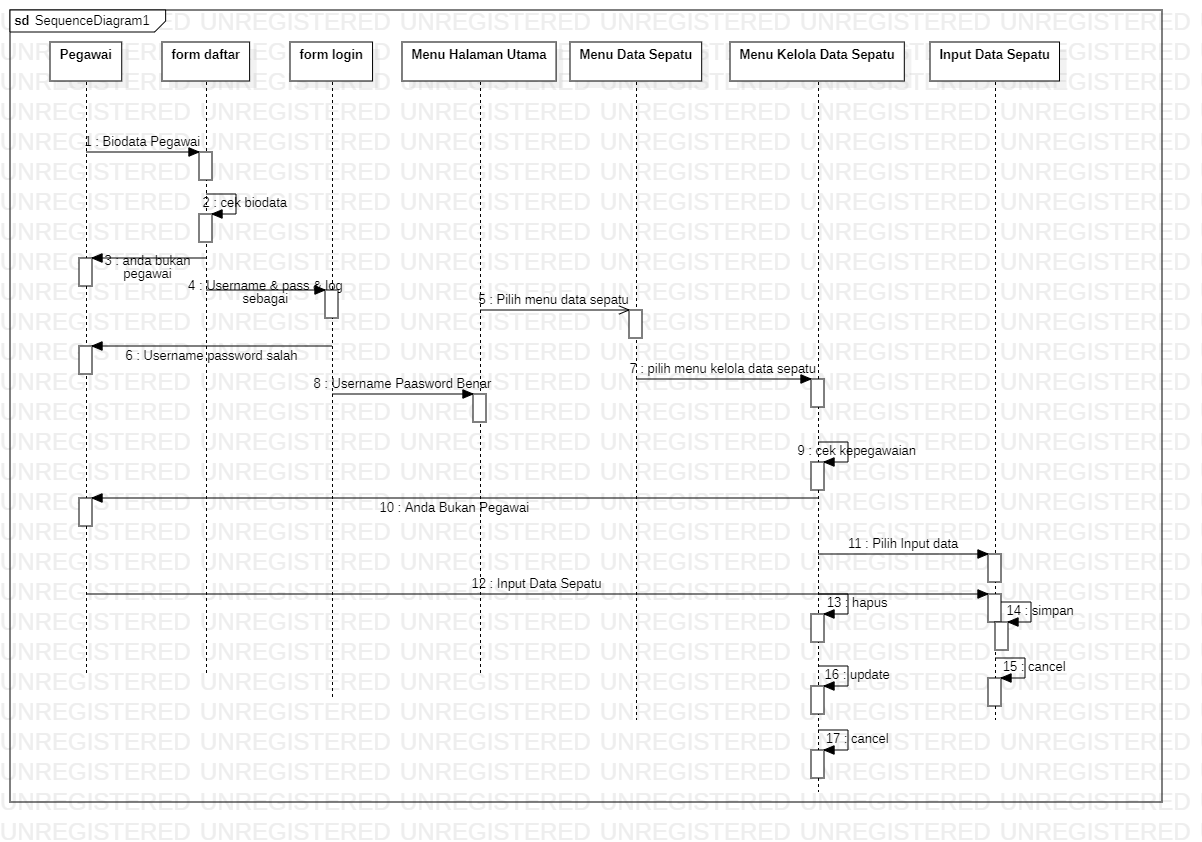 sd SequenceDiagram1
Pegawai
form daftar
form login
Menu Halaman Utama
Menu Data Sepatu
Menu Kelola Data Sepatu
Input Data Sepatu
1 : Biodata Pegawai
2 : cek biodata
3 : anda bukan
pegawai
4 : Username & pass & log
sebagai
5 : Pilih menu data sepatu
6 : Username password salah
7 : pilih menu kelola data sepatu
8 : Username Paasword Benar
9 : cek kepegawaian
10 : Anda Bukan Pegawai
11 : Pilih Input data
12 : Input Data Sepatu
13 : hapus
14 : simpan
15 : cancel
16 : update
17 : cancel
UNREGISTERED UNREGISTERED UNREGISTERED UNREGISTERED UNREGISTERED UNREGISTERED